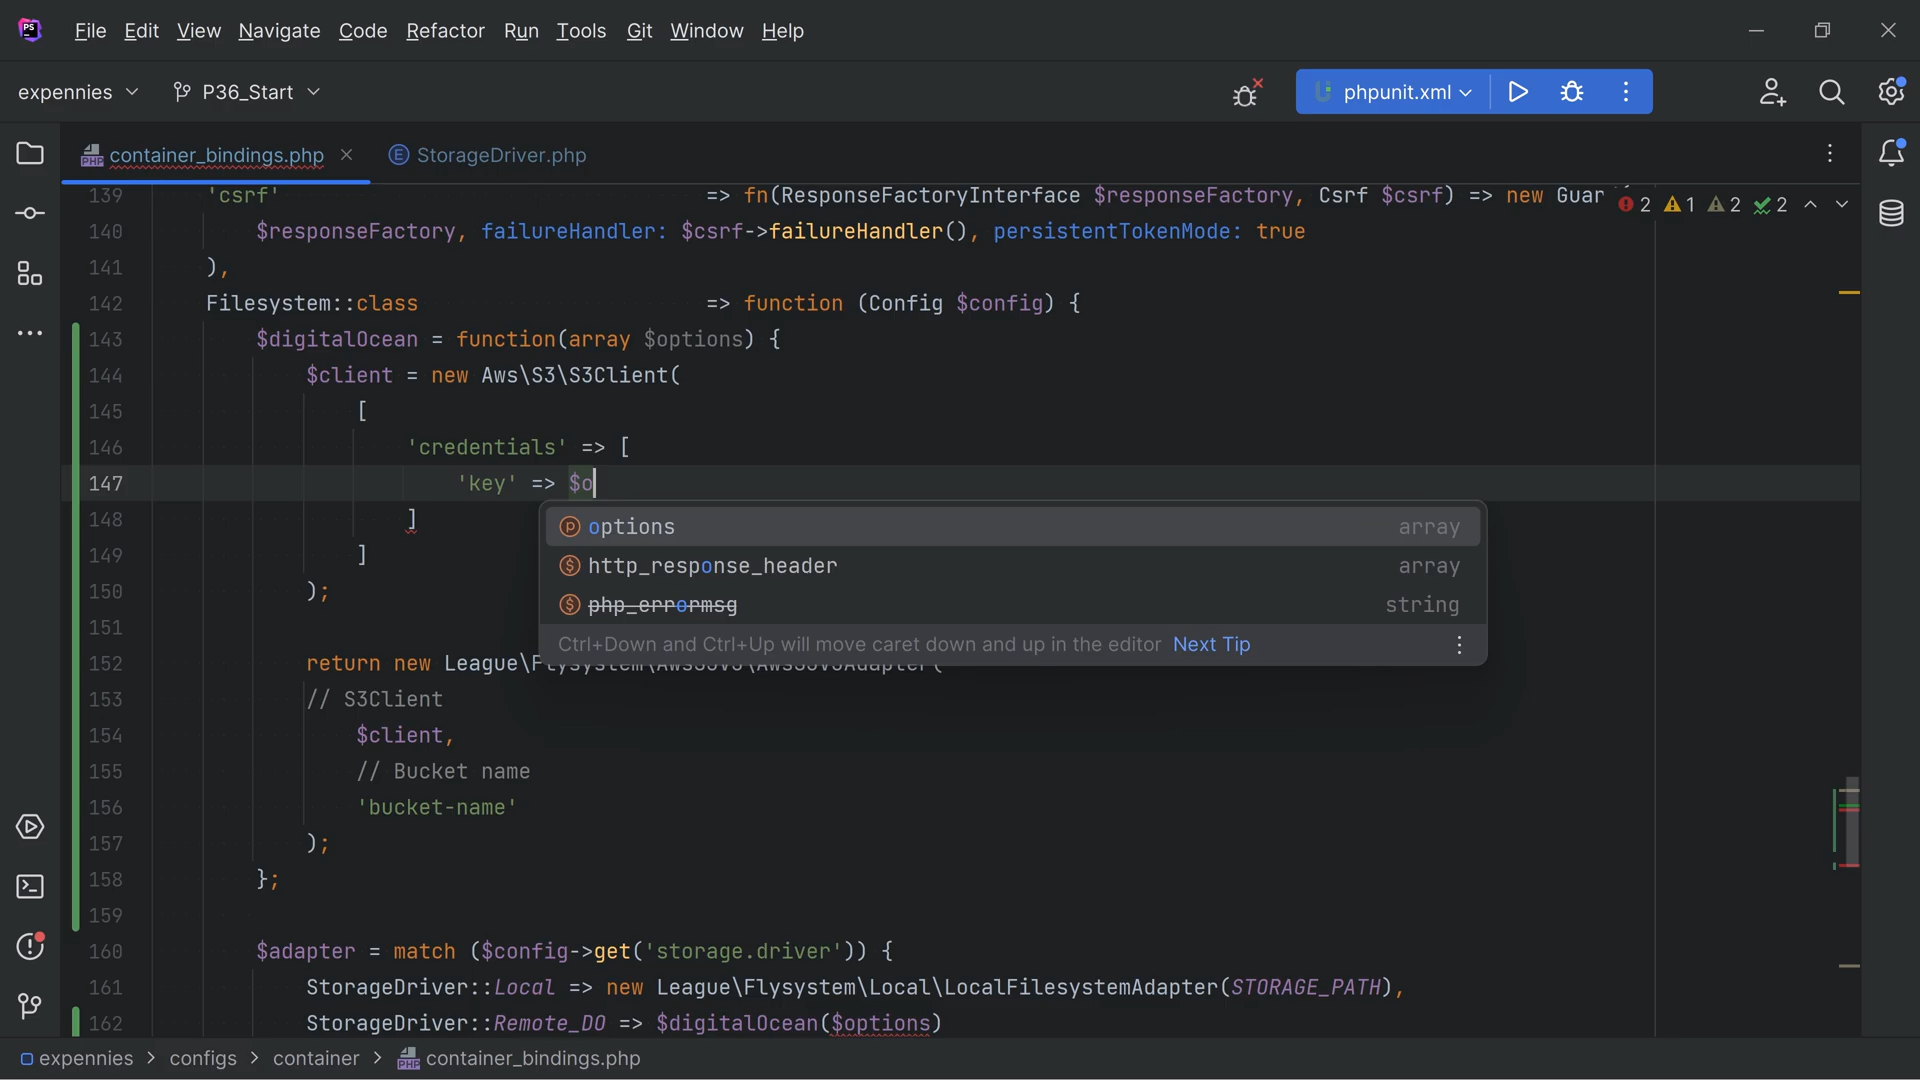 PS File Edit View Navigate Code Refactor Run Tools Git Window Help
expennies P36_Start phpunit.xml
PHP container_bindings.php E StorageDriver.php
139 'csrf' => fn(ResponseFactoryInterface $responseFactory, Csrf $csrf) => new Guar 2 1 2 2
140 $responseFactory, failureHandler: $csrf->failureHandler(), persistentTokenMode: true
141 ),
142 Filesystem::class => function (Config $config) {
143 $digitalOcean = function(array $options) {
144 $client = new Aws\S3\S3Client(
145 [
146 'credentials' => [
147 'key' => $o
148 ]
149 ]
150 );
151
152 return new League\Flysystem\AwsS3V3\AwsS3V3Adapter(
153 // S3Client
154 $client,
155 // Bucket name
156 'bucket-name'
157 );
158 };
159
160 $adapter = match ($config->get('storage.driver')) {
161 StorageDriver::Local => new League\Flysystem\Local\LocalFilesystemAdapter(STORAGE_PATH),
162 StorageDriver::Remote_DO => $digitalOcean($options)
p options array
$ http_response_header array
$ php_errormsg string
Ctrl+Down and Ctrl+Up will move caret down and up in the editor Next Tip
expennies > configs > container > PHP container_bindings.php